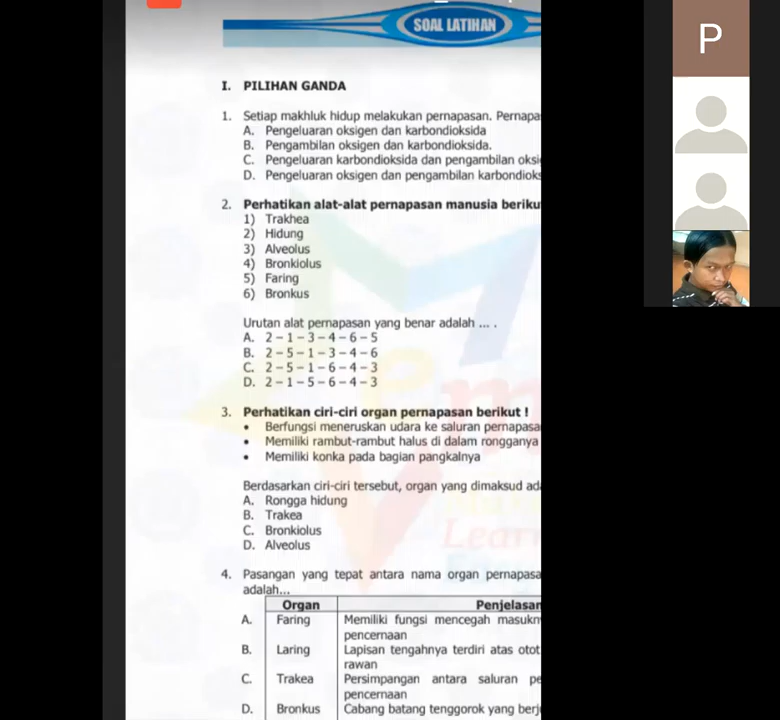 SOAL LATIHAN
P
I. PILIHAN GANDA
1. Setiap makhluk hidup melakukan pernapasan. Pernapa
A. Pengeluaran oksigen dan karbondioksida
B. Pengambilan oksigen dan karbondioksida.
C. Pengeluaran karbondioksida dan pengambilan oksi
D. Pengeluaran oksigen dan pengambilan karbondioks
2. Perhatikan alat-alat pernapasan manusia beriku
1) Trakhea
2) Hidung
3) Alveolus
4) Bronkiolus
5) Faring
6) Bronkus
Urutan alat pernapasan yang benar adalah ... .
A. 2 – 1 – 3 – 4 – 6 – 5
B. 2 – 5 – 1 – 3 – 4 – 6
C. 2 – 5 – 1 – 6 – 4 – 3
D. 2 – 1 – 5 – 6 – 4 – 3
3. Perhatikan ciri-ciri organ pernapasan berikut !
• Berfungsi meneruskan udara ke saluran pernapasa
• Memiliki rambut-rambut halus di dalam rongganya
• Memiliki konka pada bagian pangkalnya
Berdasarkan ciri-ciri tersebut, organ yang dimaksud ad
A. Rongga hidung
B. Trakea
C. Bronkiolus
D. Alveolus
4. Pasangan yang tepat antara nama organ pernapasa
adalah...
Organ Penjelasan
A. Faring Memiliki fungsi mencegah masukn
pencernaan
B. Laring Lapisan tengahnya terdiri atas otot
rawan
C. Trakea Persimpangan antara saluran pe
pencernaan
D. Bronkus Cabang batang tenggorok yang berj